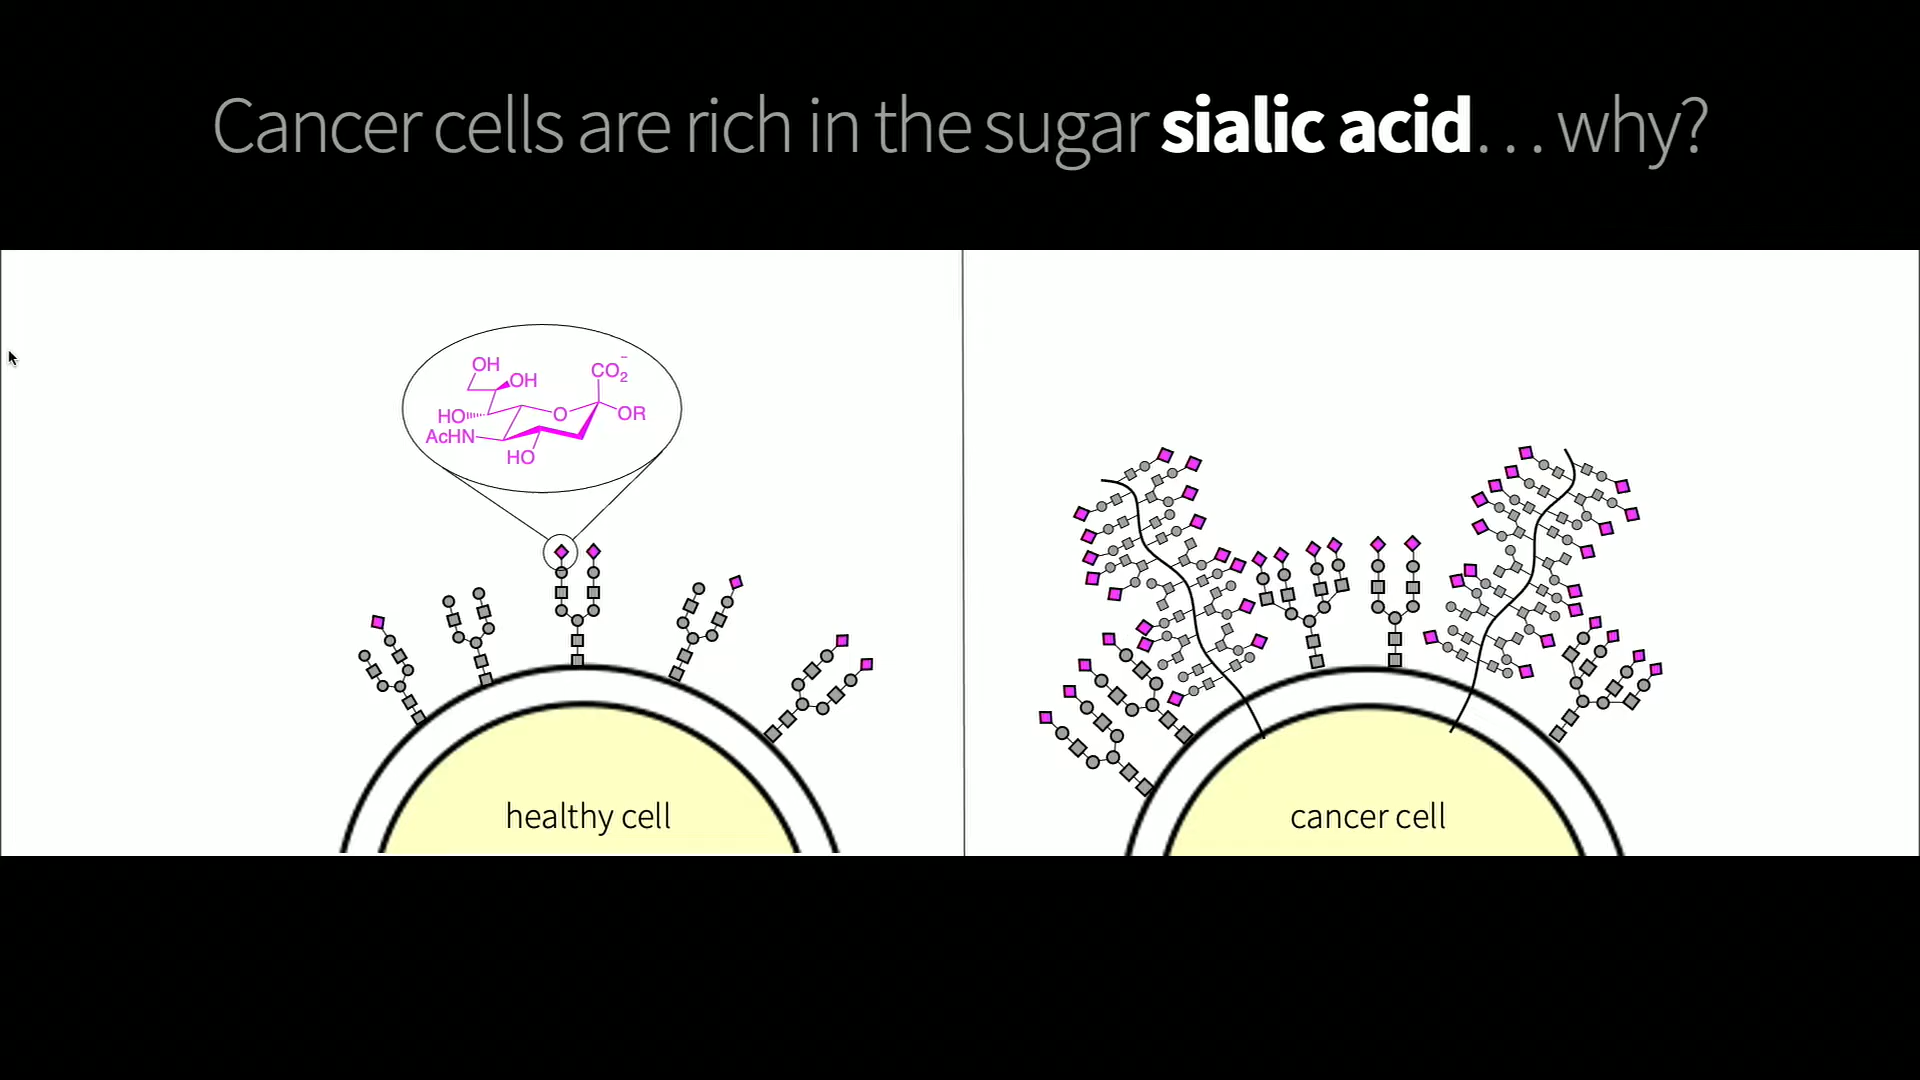 Cancer cells are rich in the sugar sialic acid... why?
OH
OH
CO2−
HO
O
OR
AcHN
HO
healthy cell
cancer cell